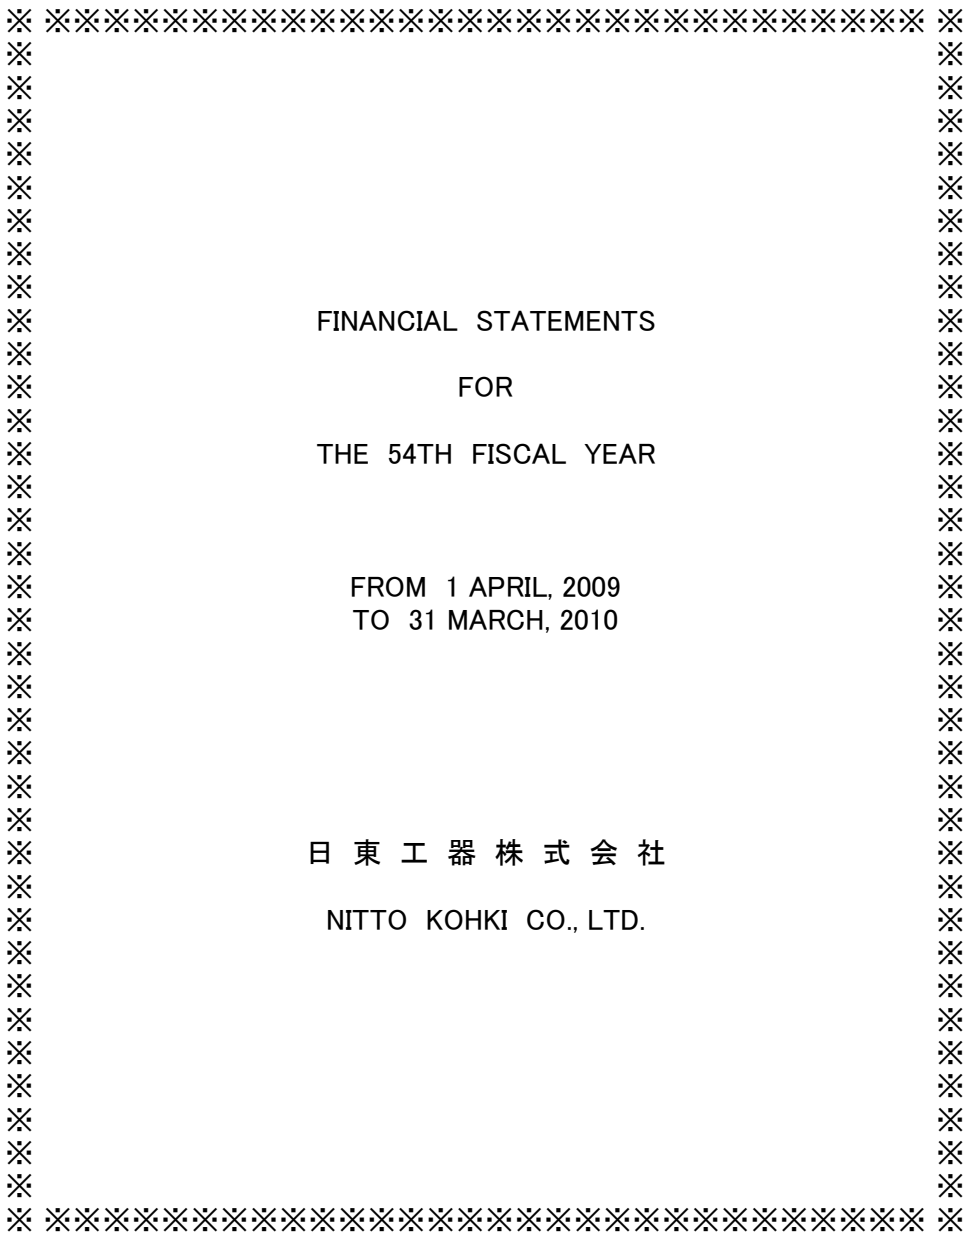 ※ ※※※※※※※※※※※※※※※※※※※※※※※※※※※※※※ ※
FINANCIAL STATEMENTS
FOR
THE 54TH FISCAL YEAR
FROM 1 APRIL, 2009
TO 31 MARCH, 2010
日 東 工 器 株 式 会 社
NITTO KOHKI CO., LTD.
※ ※※※※※※※※※※※※※※※※※※※※※※※※※※※※※※ ※